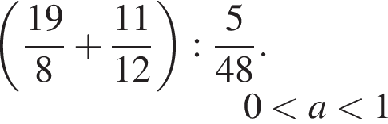 (19/8 + 11/12) : 5/48.
0 < a < 1